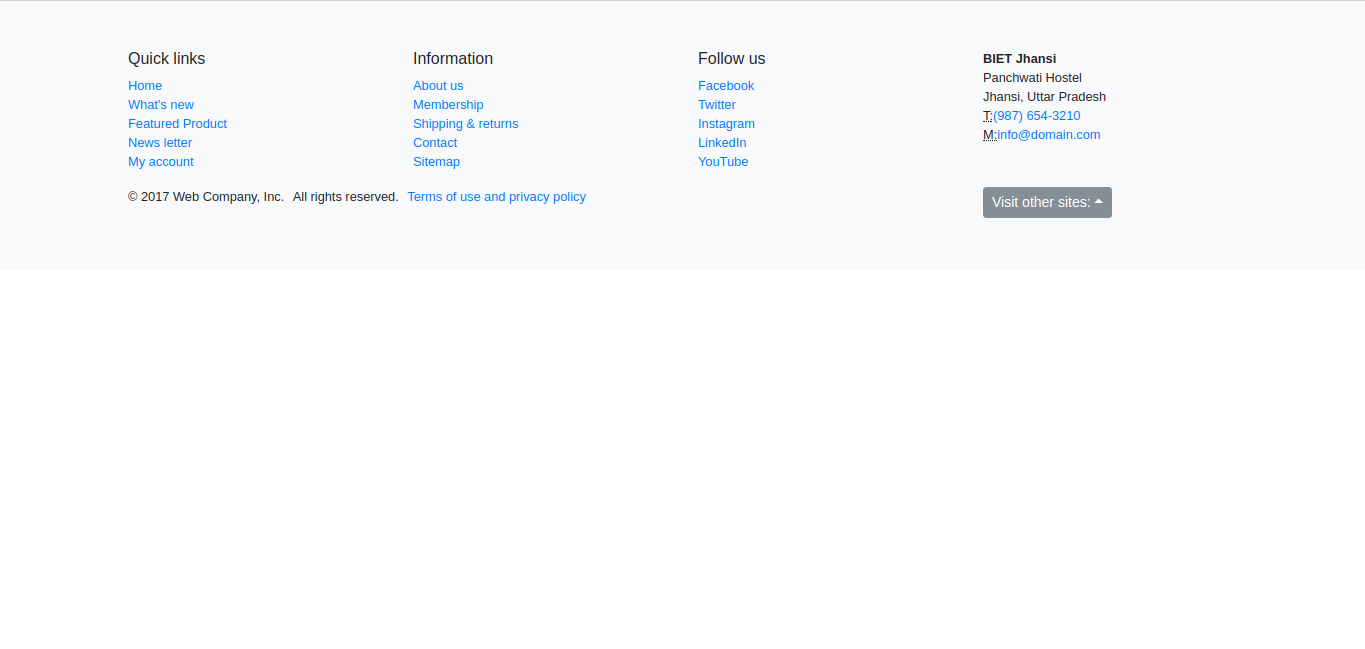 Quick links
Home
What's new
Featured Product
News letter
My account
Information
About us
Membership
Shipping & returns
Contact
Sitemap
Follow us
Facebook
Twitter
Instagram
LinkedIn
YouTube
BIET Jhansi
Panchwati Hostel
Jhansi, Uttar Pradesh
T:(987) 654-3210
M:info@domain.com
© 2017 Web Company, Inc. All rights reserved. Terms of use and privacy policy
Visit other sites: